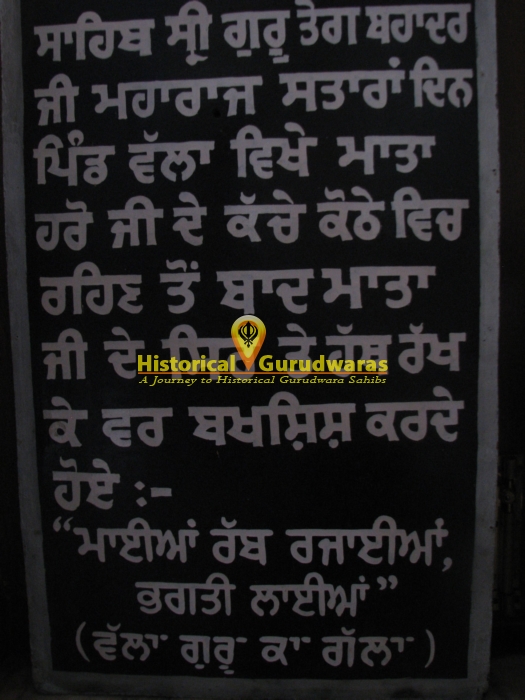 ਸਾਹਿਬ ਸ੍ਰੀ ਗੁਰੂ ਤੇਗ ਬਹਾਦਰ
ਜੀ ਮਹਾਰਾਜ ਸਤਾਰਾਂ ਦਿਨ
ਪਿੰਡ ਵੱਲਾ ਵਿਖੇ ਮਾਤਾ
ਹਰੋ ਜੀ ਦੇ ਕੱਚੇ ਕੋਠੇ ਵਿਚ
ਰਹਿਣ ਤੋਂ ਬਾਦ ਮਾਤਾ
ਜੀ ਦੇ ਤੇ ਹੱਥ ਰੱਖ
Historical Gurudwaras
A Journey to Historical Gurudwara Sahibs
ਕੇ ਵਰ ਬਖਸ਼ਿਸ਼ ਕਰਦੇ
ਹੋਏ :-
“ਮਾਈਆਂ ਰੱਬ ਰਜਾਈਆਂ,
ਭਗਤੀ ਲਾਈਆਂ”
(ਵੱਲਾ ਗੁਰੂ ਕਾ ਗੱਲਾ)